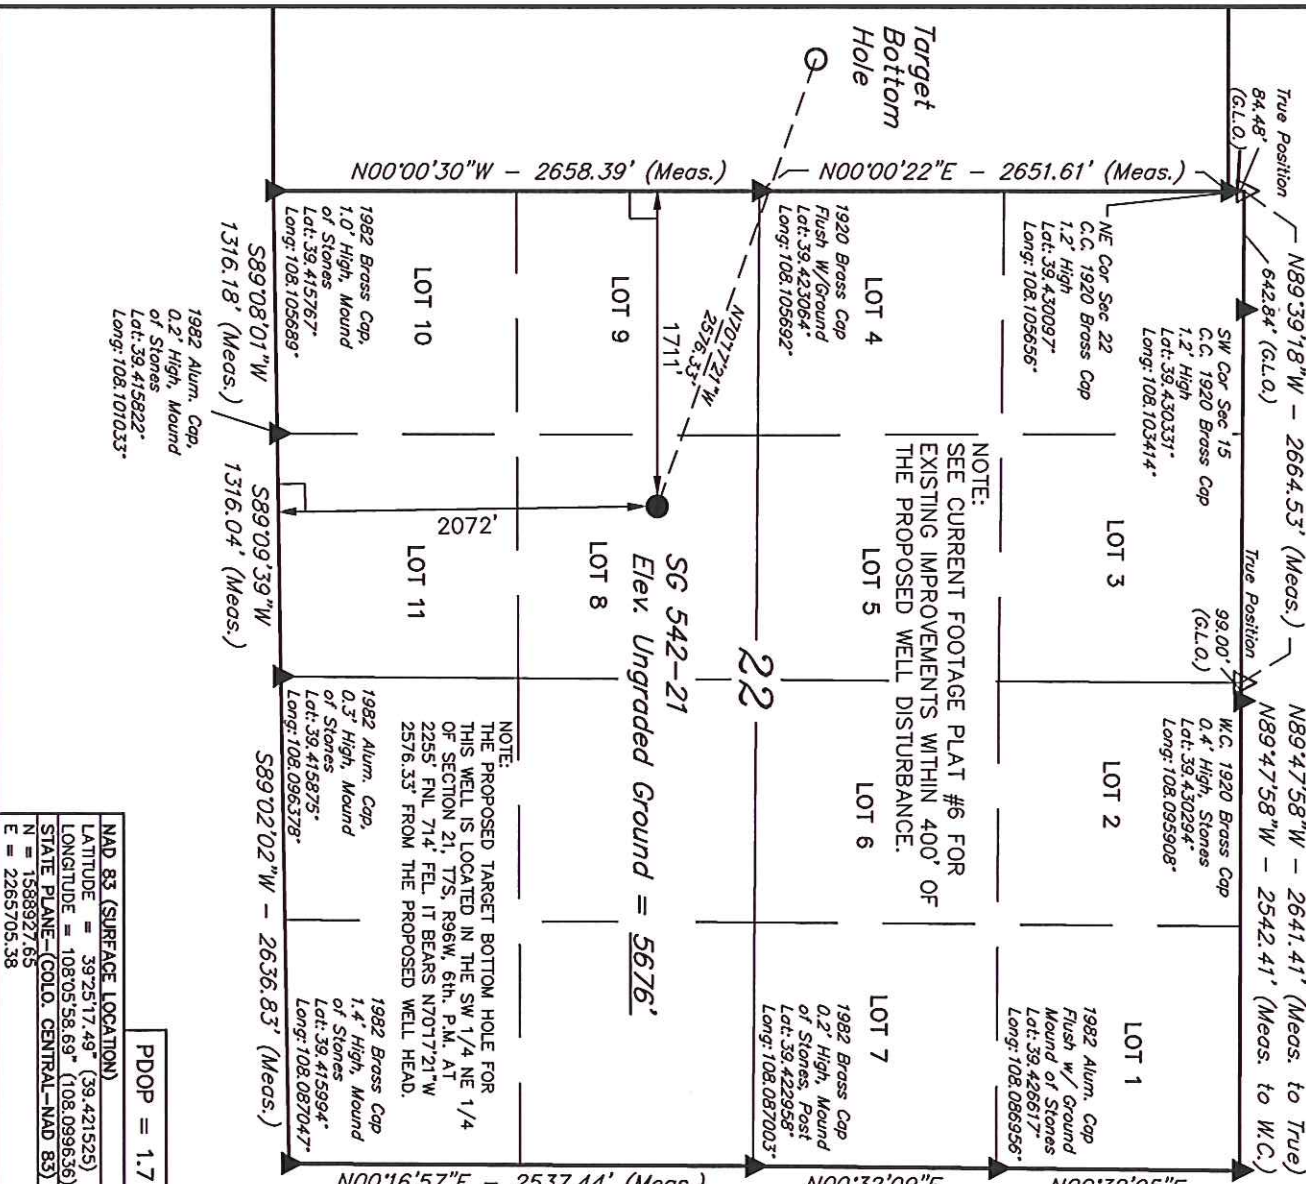 Target
Bottom
Hole
True Position
84.48'
(G.L.O.)
N89°39'18"W - 2664.53' (Meas.)
642.84' (G.L.O.)
SW Cor Sec 15
C.C. 1920 Brass Cap
1.2' High
Lat: 39.430331°
Long: 108.103414°
NE Cor Sec 22
C.C. 1920 Brass Cap
1.2' High
Lat: 39.430097°
Long: 108.105656°
N89°47'58"W - 2641.41' (Meas. to True)
N89°47'58"W - 2542.41' (Meas. to W.C.)
True Position
99.00'
(G.L.O.)
W.C. 1920 Brass Cap
0.4' High, Stones
Lat: 39.430294°
Long: 108.095908°
LOT 3
LOT 2
LOT 1
1982 Alum. Cap
Flush w/ Ground
Mound of Stones
Lat: 39.426617°
Long: 108.086956°
N00°00'30"W - 2658.39' (Meas.)
N00°00'22"E - 2651.61' (Meas.)
1920 Brass Cap
Flush W/Ground
Lat: 39.423064°
Long: 108.105692°
LOT 4
NOTE:
SEE CURRENT FOOTAGE PLAT #6 FOR
EXISTING IMPROVEMENTS WITHIN 400' OF
THE PROPOSED WELL DISTURBANCE.
LOT 5
LOT 6
LOT 7
1982 Brass Cap
0.2' High, Mound
of Stones, Post
Lat: 39.422958°
Long: 108.087003°
22
N70°17'21"W
2576.33'
1711'
LOT 9
SG 542-21
Elev. Ungraded Ground = 5676'
LOT 8
2072'
LOT 10
LOT 11
1982 Brass Cap,
1.0' High, Mound
of Stones
Lat: 39.415767°
Long: 108.105689°
NOTE:
THE PROPOSED TARGET BOTTOM HOLE FOR
THIS WELL IS LOCATED IN THE SW 1/4 NE 1/4
OF SECTION 21, T7S, R96W, 6th. P.M. AT
2255' FNL 714' FEL. IT BEARS N70°17'21"W
2576.33' FROM THE PROPOSED WELL HEAD.
1982 Alum. Cap,
0.3' High, Mound
of Stones
Lat: 39.415875°
Long: 108.096378°
1982 Brass Cap
1.4' High, Mound
of Stones
Lat: 39.415994°
Long: 108.087047°
S89°08'01"W
1316.18' (Meas.)
1982 Alum. Cap,
0.2' High, Mound
of Stones
Lat: 39.415822°
Long: 108.101033°
S89°09'39"W
1316.04' (Meas.)
S89°02'02"W - 2636.83' (Meas.)
N00°16'57"E - 2537.44' (Meas.)
N00°32'09"E
PDOP = 1.7
NAD 83 (SURFACE LOCATION)
LATITUDE = 39°25'17.49" (39.421525)
LONGITUDE = 108°05'58.69" (108.099636)
STATE PLANE-(COLO. CENTRAL-NAD 83)
N = 1588927.65
E = 2265705.38